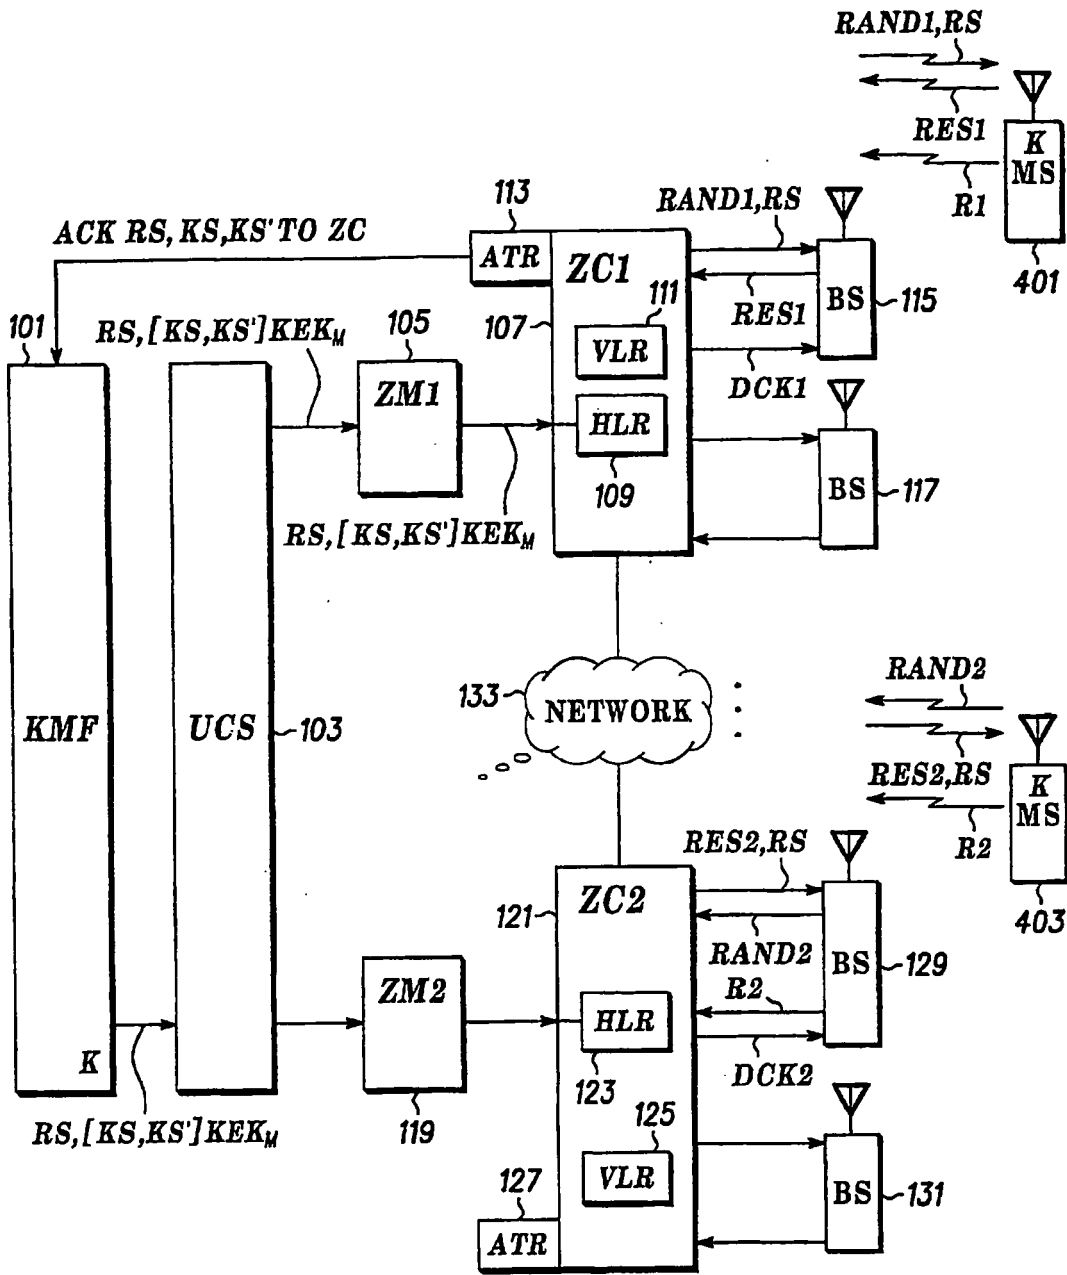 RAND1,RS
RES1
K
MS
R1
401
113
RAND1,RS
ACK RS, KS,KS' TO ZC
ATR
ZC1
111
BS
115
RES1
101
RS,[KS,KS']KEKM
105
107
VLR
DCK1
ZM1
HLR
109
BS
117
RS,[KS,KS']KEKM
RAND2
133
NETWORK
KMF
UCS
103
RES2,RS
K
MS
R2
403
RES2,RS
121
ZC2
RAND2
BS
129
R2
ZM2
HLR
123
DCK2
K
RS,[KS,KS']KEKM
119
125
VLR
127
BS
131
ATR